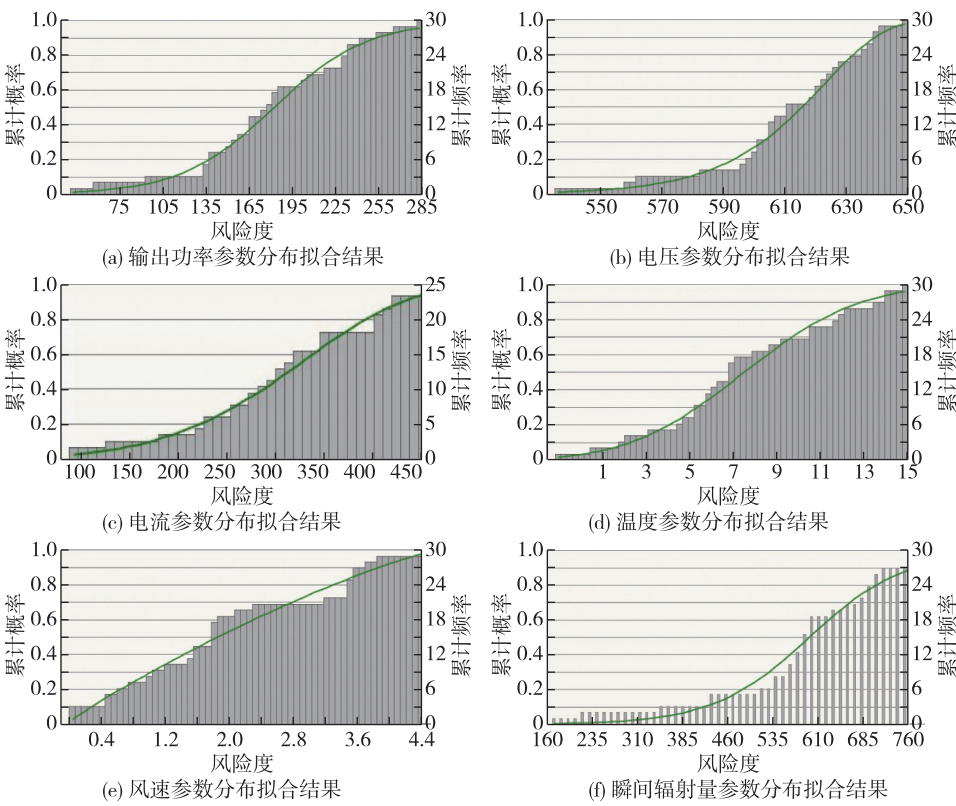 1.0 0.8 0.6 0.4 0.2 0
累计概率
30 24 18 12 6 0
累计频率
75 105 135 165 195 225 255 285
风险度
(a) 输出功率参数分布拟合结果
1.0 0.8 0.6 0.4 0.2 0
累计概率
30 24 18 12 6 0
累计频率
550 570 590 610 630 650
风险度
(b) 电压参数分布拟合结果
1.0 0.8 0.6 0.4 0.2 0
累计概率
25 20 15 10 5 0
累计频率
100 150 200 250 300 350 400 450
风险度
(c) 电流参数分布拟合结果
1.0 0.8 0.6 0.4 0.2 0
累计概率
30 24 18 12 6 0
累计频率
1 3 5 7 9 11 13 15
风险度
(d) 温度参数分布拟合结果
1.0 0.8 0.6 0.4 0.2 0
累计概率
30 24 18 12 6 0
累计频率
0.4 1.2 2.0 2.8 3.6 4.4
风险度
(e) 风速参数分布拟合结果
1.0 0.8 0.6 0.4 0.2 0
累计概率
30 24 18 12 6 0
累计频率
160 235 310 385 460 535 610 685 760
风险度
(f) 瞬间辐射量参数分布拟合结果